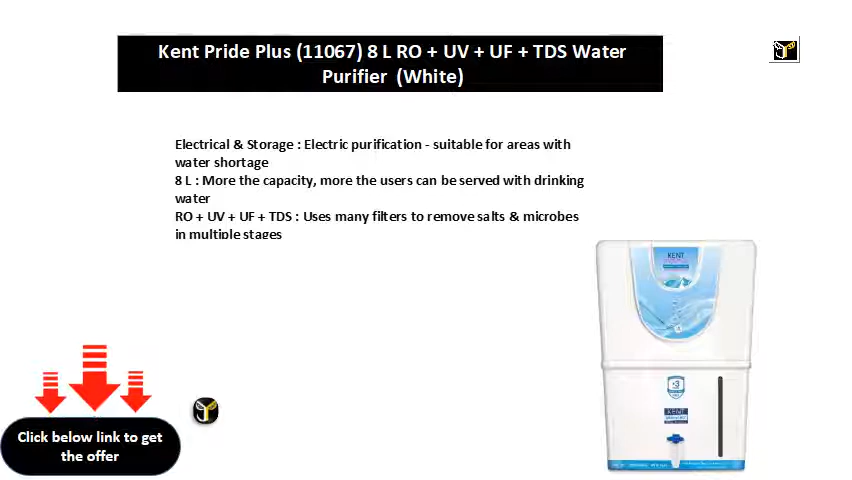 Kent Pride Plus (11067) 8 L RO + UV + UF + TDS Water
Purifier (White)
Electrical & Storage : Electric purification - suitable for areas with
water shortage
8 L : More the capacity, more the users can be served with drinking
water
RO + UV + UF + TDS : Uses many filters to remove salts & microbes
in multiple stages
KENT
3
KENT
Click below link to get
the offer